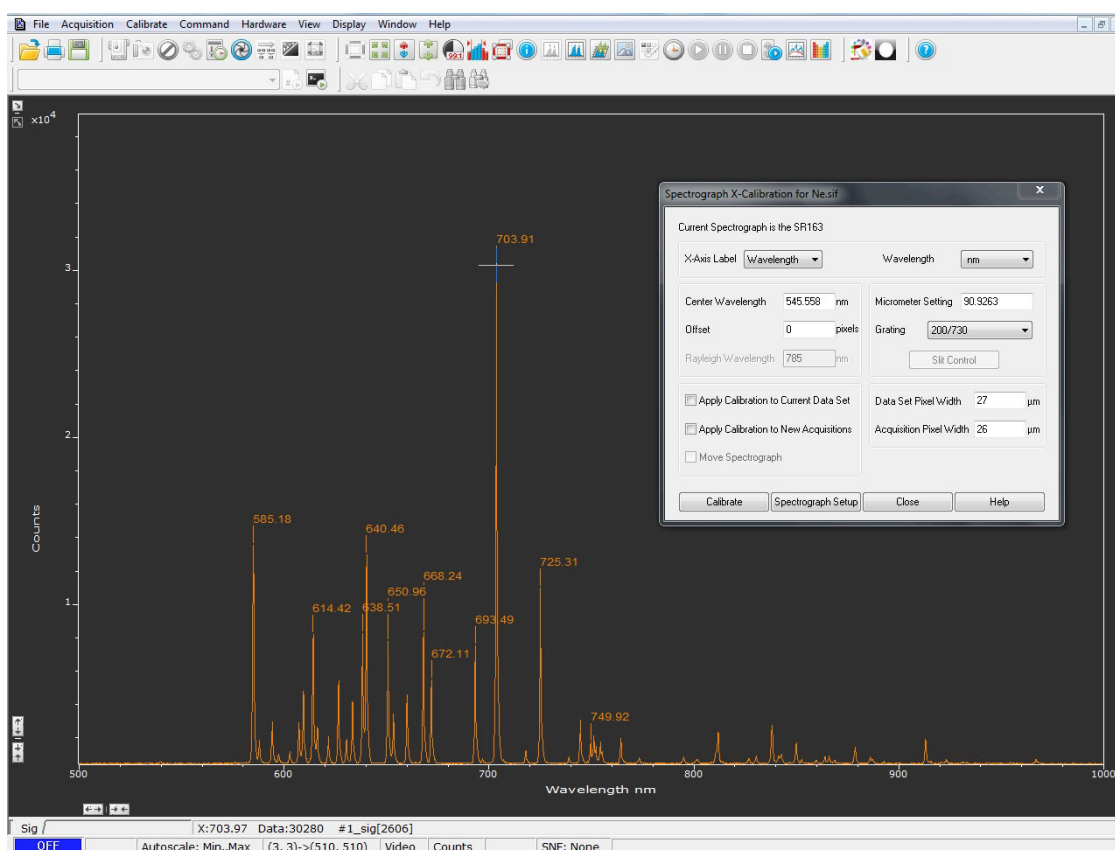 File Acquisition Calibrate Command Hardware View Display Window Help
991
x10⁴
3
2
1
Counts
703.91
585.18
640.46
614.42
638.51
650.96
668.24
672.11
693.49
725.31
749.92
500 600 700 800 900 1000
Wavelength nm
Spectrograph X-Calibration for Ne.sif
Current Spectrograph is the SR163
X-Axis Label Wavelength Wavelength nm
Center Wavelength 545.558 nm Micrometer Setting 90.9263
Offset 0 pixels Grating 200/730
Rayleigh Wavelength 785 nm Slit Control
Apply Calibration to Current Data Set Data Set Pixel Width 27 µm
Apply Calibration to New Acquisitions Acquisition Pixel Width 26 µm
Move Spectrograph
Calibrate Spectrograph Setup Close Help
Sig X:703.97 Data:30280 #1_sig[2606]
OFF Autoscale: Min..Max (3, 3)->(510, 510) Video Counts SNF: None